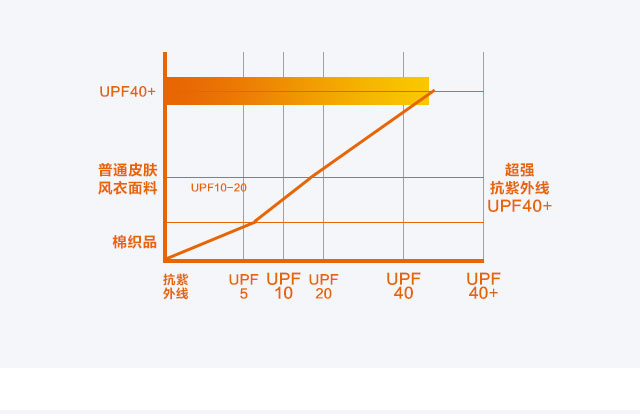 UPF40+
普通皮肤
风衣面料
UPF10-20
超强
抗紫外线
UPF40+
棉织品
抗紫
外线
UPF
5
UPF
10
UPF
20
UPF
40
UPF
40+